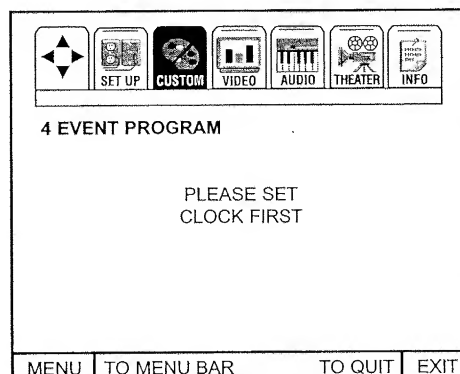 SET UP CUSTOM VIDEO AUDIO THEATER INFO
4 EVENT PROGRAM
PLEASE SET
CLOCK FIRST
MENU TO MENU BAR TO QUIT EXIT